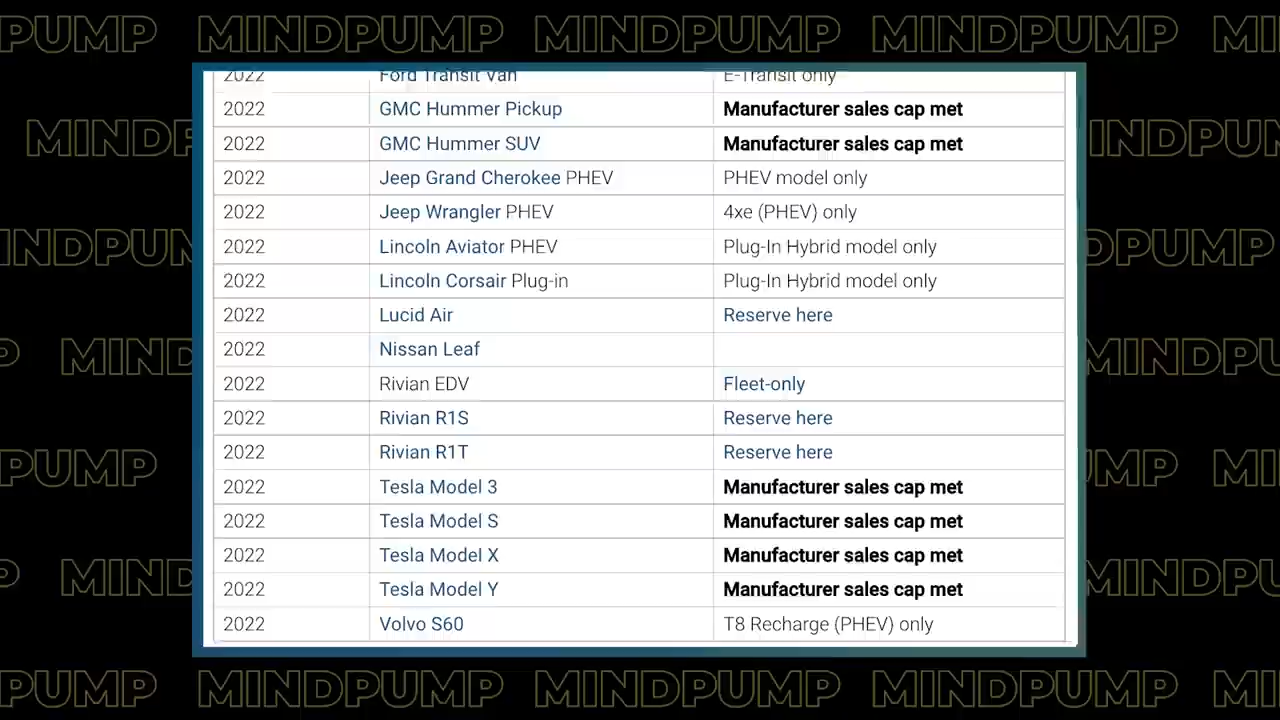 MINDPUMP MINDPUMP MINDPUMP
2022 Ford Transit Van E-Transit only
2022 GMC Hummer Pickup Manufacturer sales cap met
2022 GMC Hummer SUV Manufacturer sales cap met
2022 Jeep Grand Cherokee PHEV PHEV model only
2022 Jeep Wrangler PHEV 4xe (PHEV) only
2022 Lincoln Aviator PHEV Plug-In Hybrid model only
2022 Lincoln Corsair Plug-in Plug-In Hybrid model only
2022 Lucid Air Reserve here
2022 Nissan Leaf
2022 Rivian EDV Fleet-only
2022 Rivian R1S Reserve here
2022 Rivian R1T Reserve here
2022 Tesla Model 3 Manufacturer sales cap met
2022 Tesla Model S Manufacturer sales cap met
2022 Tesla Model X Manufacturer sales cap met
2022 Tesla Model Y Manufacturer sales cap met
2022 Volvo S60 T8 Recharge (PHEV) only
MINDPUMP MINDPUMP MINDPUMP